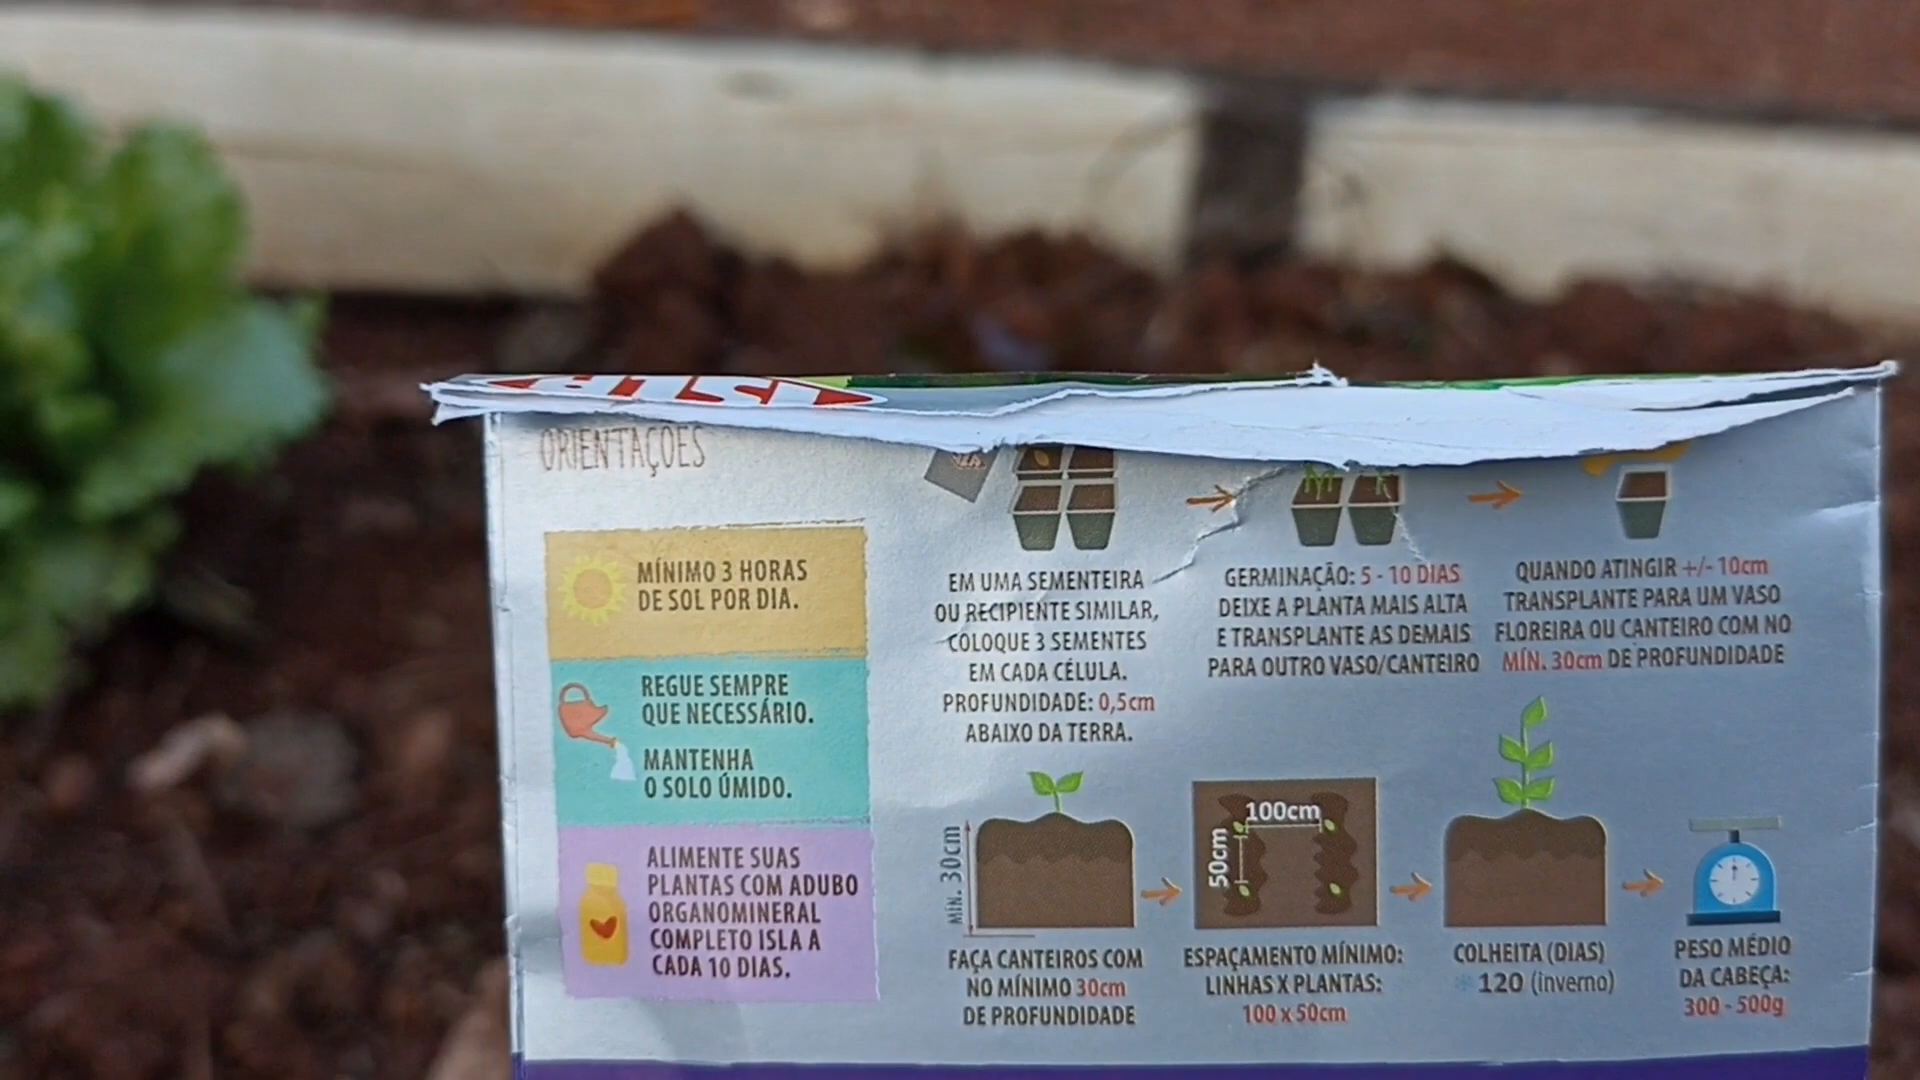 ORIENTAÇÕES
MÍNIMO 3 HORAS
DE SOL POR DIA.
REGUE SEMPRE
QUE NECESSÁRIO.
MANTENHA
O SOLO ÚMIDO.
ALIMENTE SUAS
PLANTAS COM ADUBO
ORGANOMINERAL
COMPLETO ISLA A
CADA 10 DIAS.
EM UMA SEMENTEIRA
OU RECIPIENTE SIMILAR,
COLOQUE 3 SEMENTES
EM CADA CÉLULA.
PROFUNDIDADE: 0,5cm
ABAIXO DA TERRA.
GERMINAÇÃO: 5 - 10 DIAS
DEIXE A PLANTA MAIS ALTA
E TRANSPLANTE AS DEMAIS
PARA OUTRO VASO/CANTEIRO
QUANDO ATINGIR +/- 10cm
TRANSPLANTE PARA UM VASO
FLOREIRA OU CANTEIRO COM NO
MÍN. 30cm DE PROFUNDIDADE
MÍN. 30cm
FAÇA CANTEIROS COM
NO MÍNIMO 30cm
DE PROFUNDIDADE
100cm
50cm
ESPAÇAMENTO MÍNIMO:
LINHAS X PLANTAS:
100 x 50cm
COLHEITA (DIAS)
120 (inverno)
PESO MÉDIO
DA CABEÇA:
300 - 500g